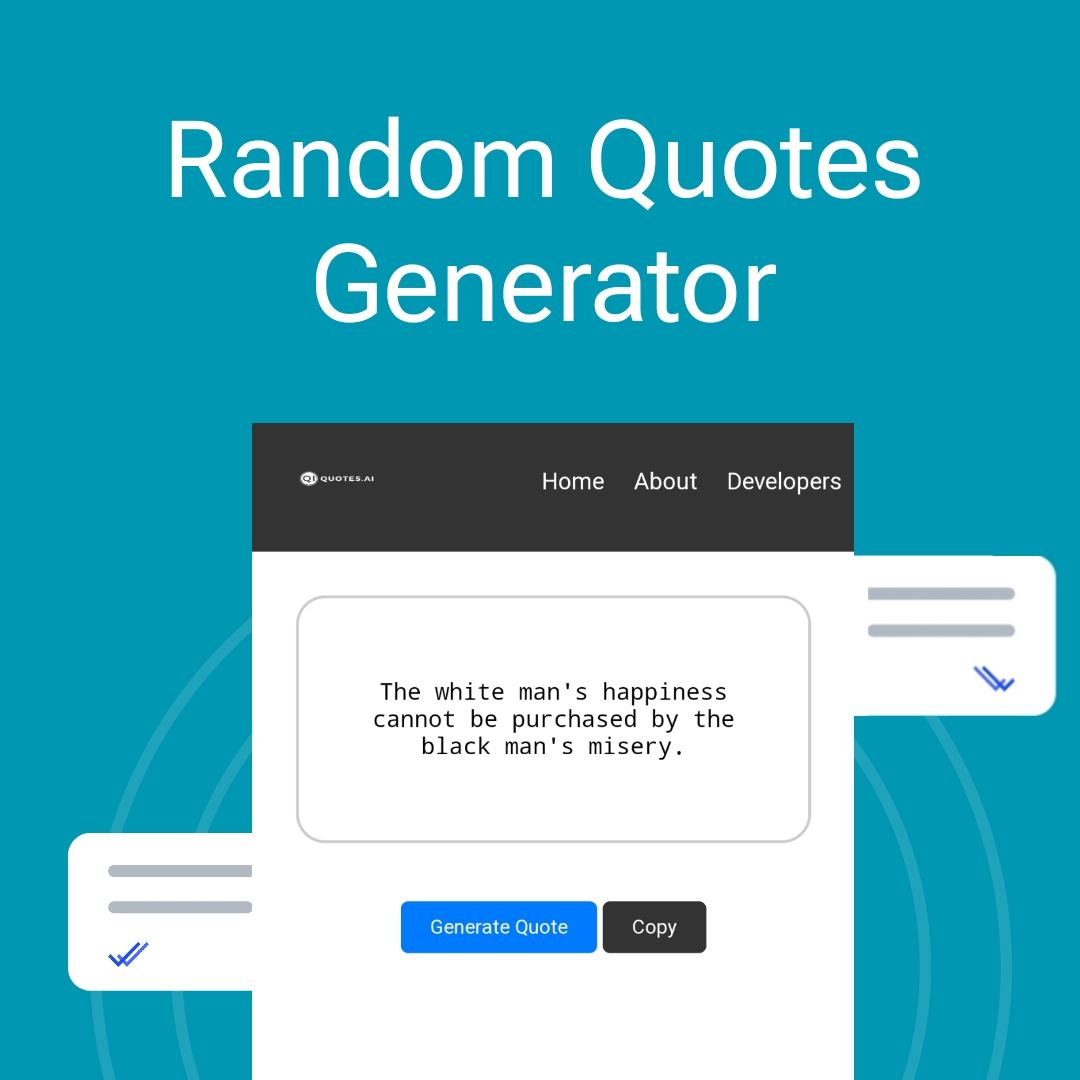 Random Quotes
Generator
QI QUOTES.AI
Home About Developers
The white man's happiness
cannot be purchased by the
black man's misery.
Generate Quote Copy